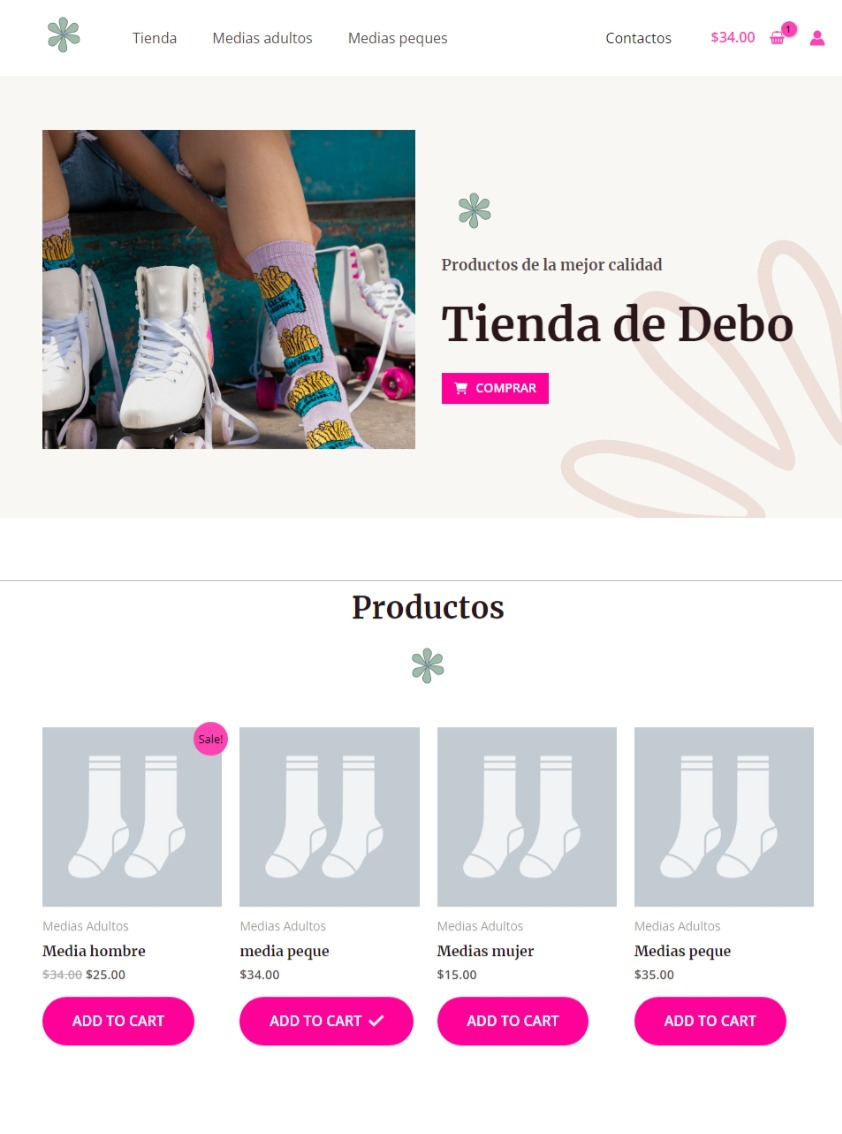 Tienda
Medias adultos
Medias peques
Contactos
$34.00
1
Productos de la mejor calidad
Tienda de Debo
COMPRAR
Productos
Sale!
Medias Adultos
Media hombre
$34.00 $25.00
ADD TO CART
Medias Adultos
media peque
$34.00
ADD TO CART
Medias Adultos
Medias mujer
$15.00
ADD TO CART
Medias Adultos
Medias peque
$35.00
ADD TO CART